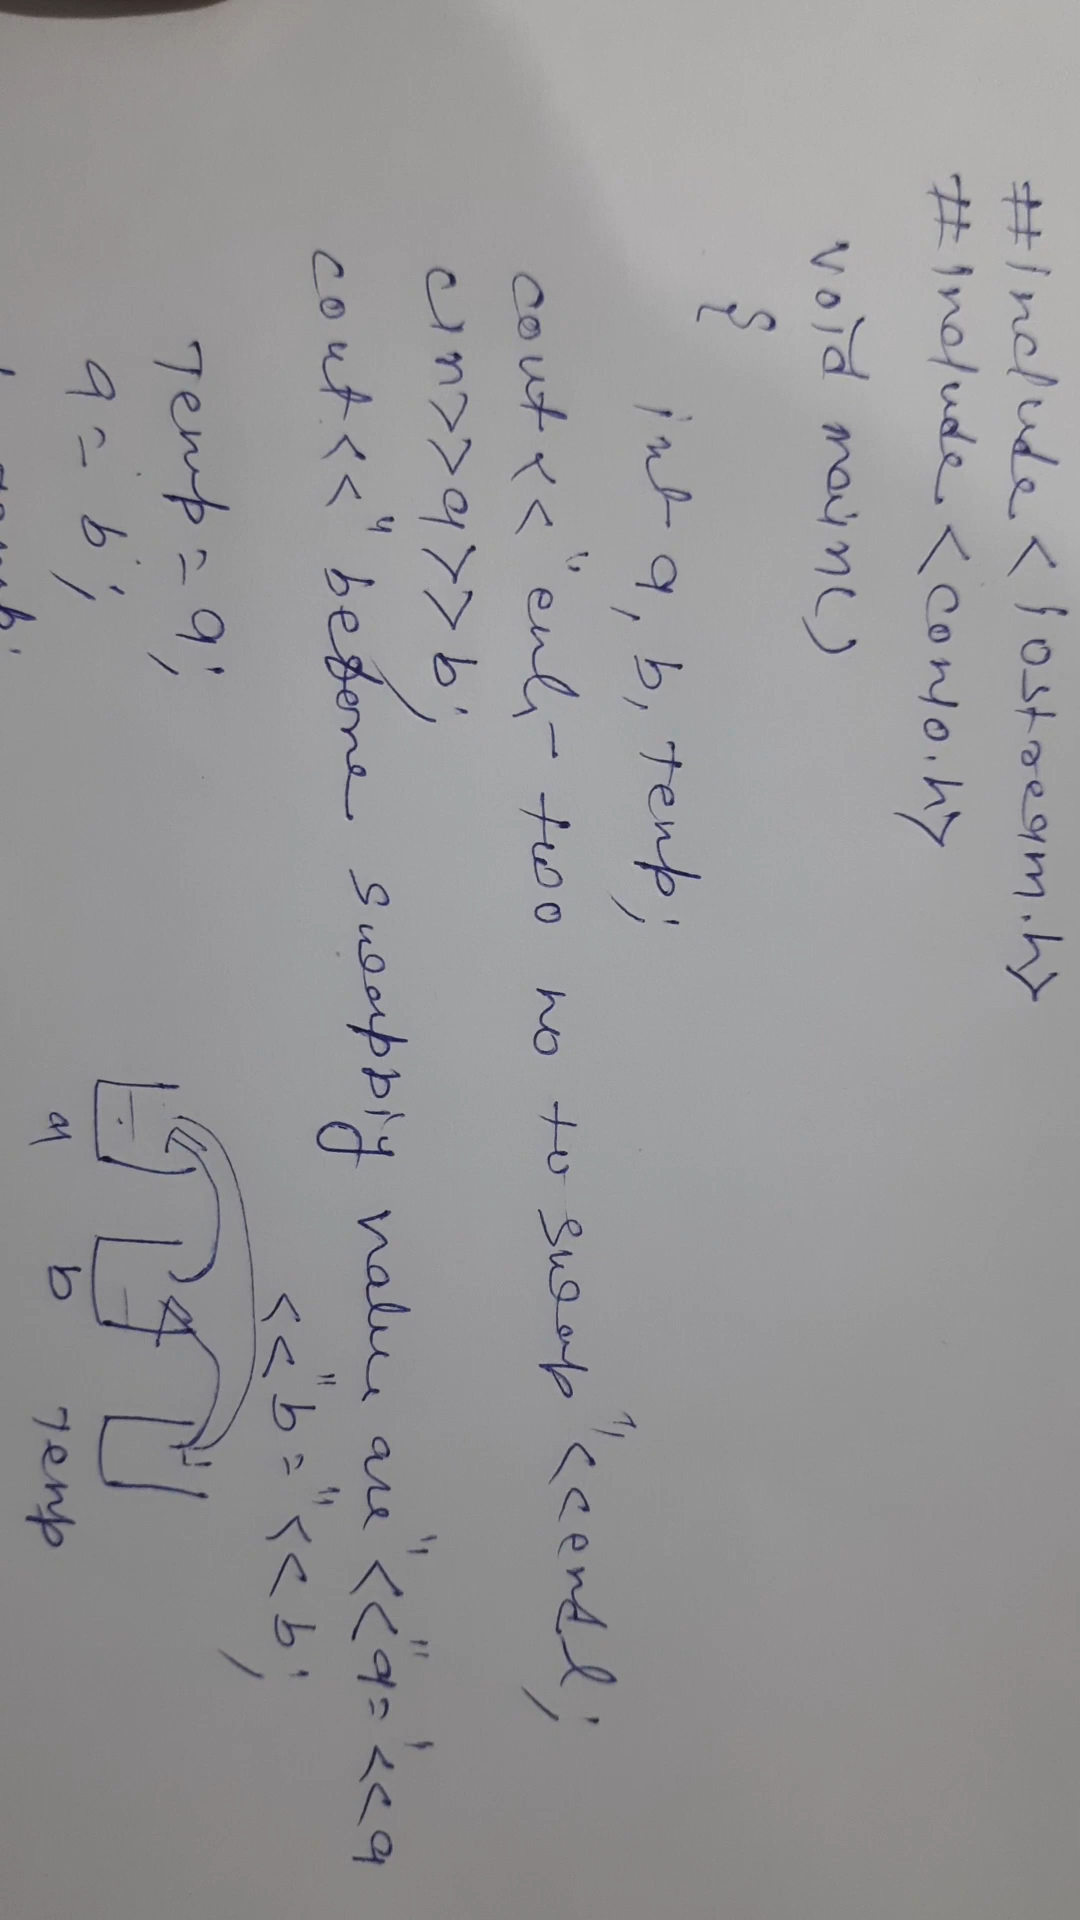 #include<iostream.h>
#include<conio.h>
void main()
{
int a, b, temp;
cout<<"enter two no to swap"<<endl;
cin>>a>>b;
cout<<"before swappig value are"<<"a="<<a
<<"b="<<b;
temp=a;
a=b;
a b temp